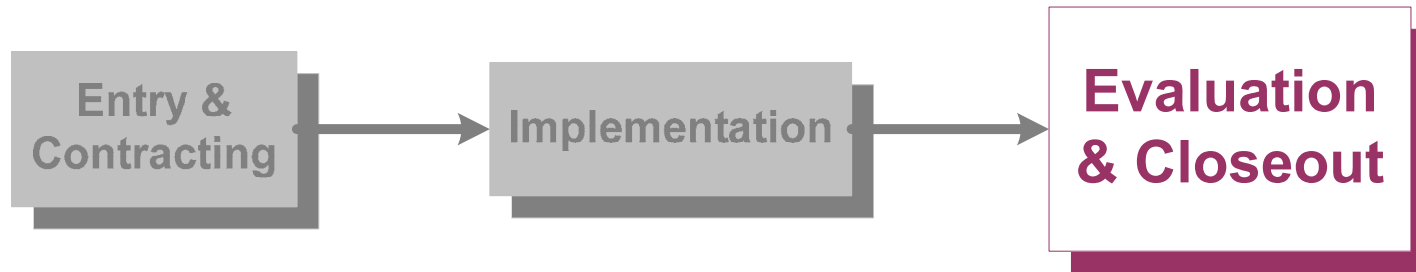 Entry &
Contracting
Implementation
Evaluation
& Closeout